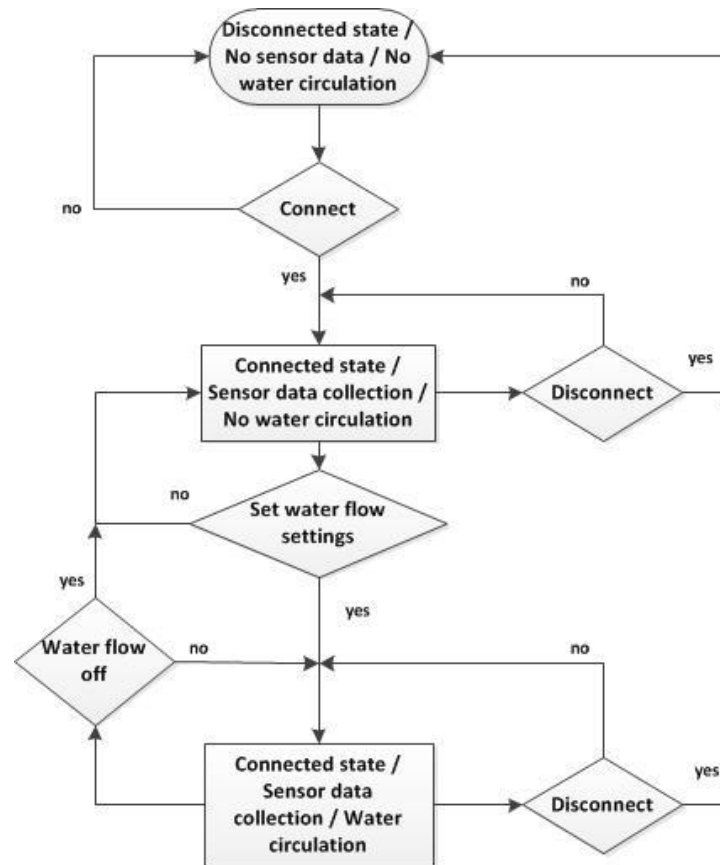 Disconnected state /
No sensor data / No
water circulation
no
Connect
yes
no
Connected state /
Sensor data collection /
No water circulation
Disconnect
yes
no
Set water flow
settings
yes
yes
Water flow
off
no
no
Connected state /
Sensor data
collection / Water
circulation
Disconnect
yes